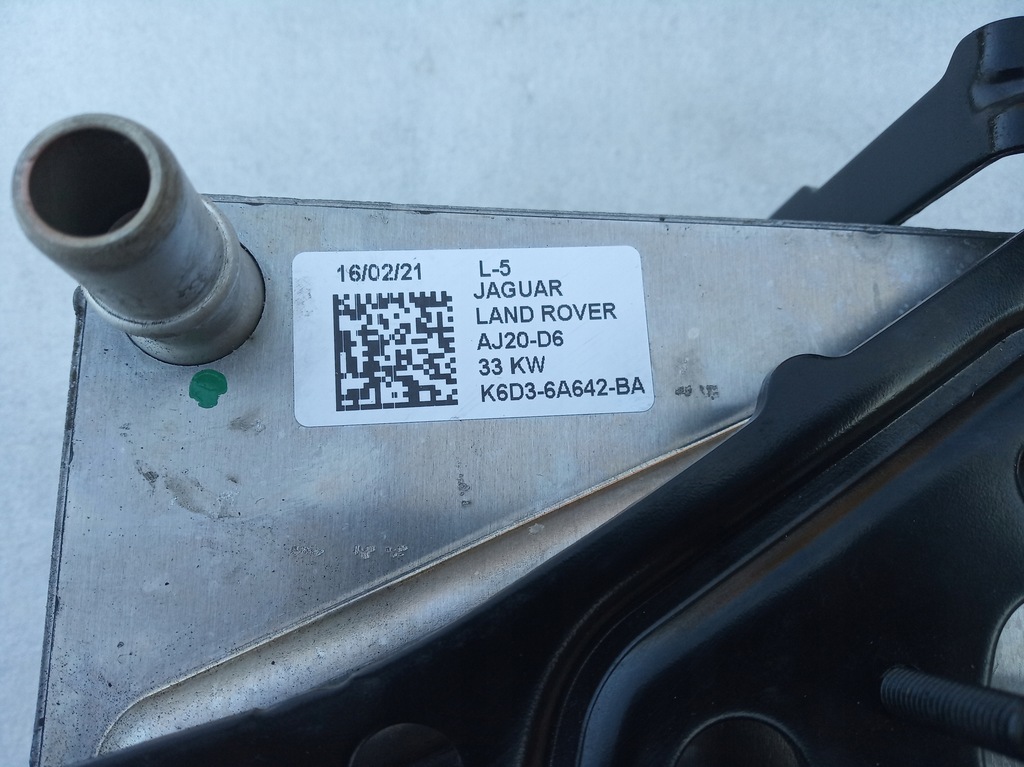 16/02/21
L-5
JAGUAR
LAND ROVER
AJ20-D6
33 KW
K6D3-6A642-BA